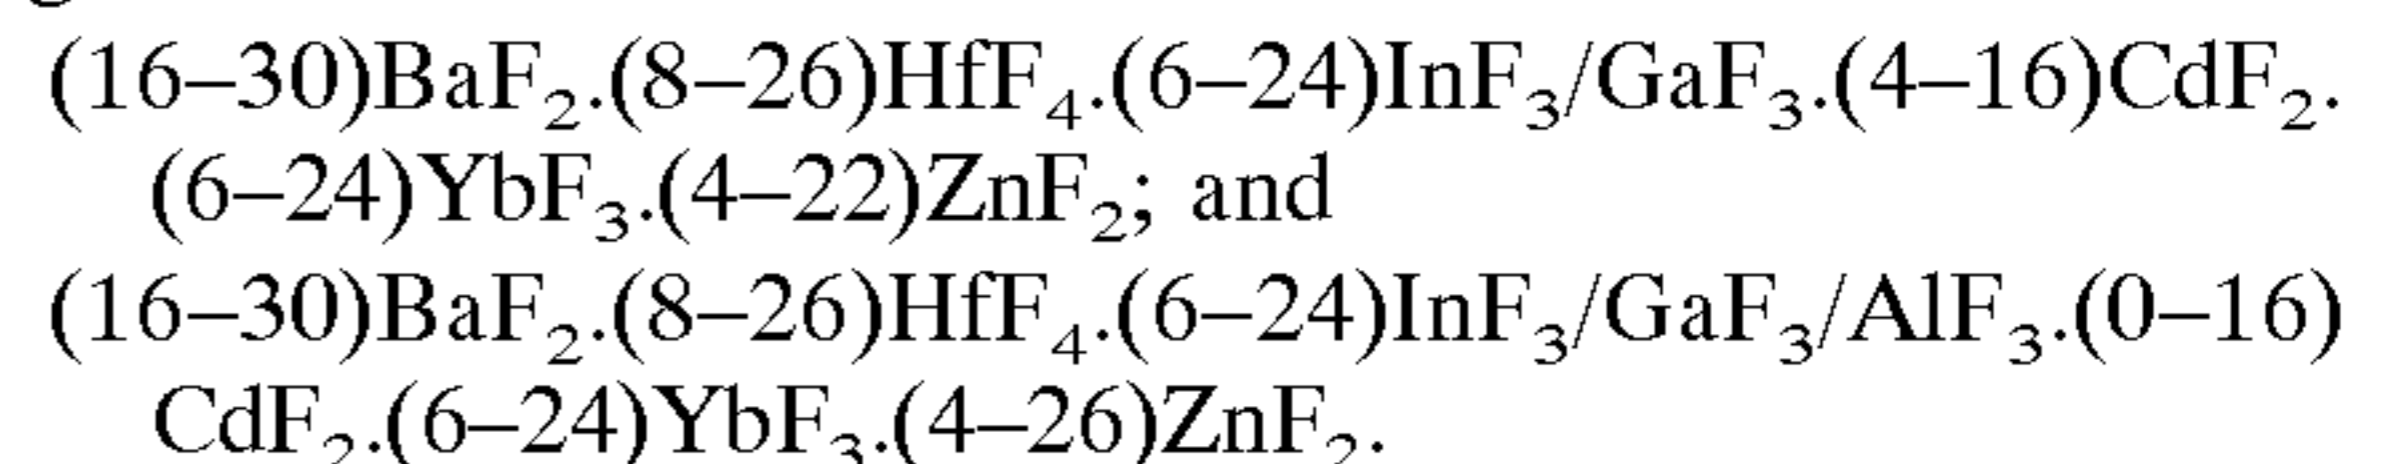 (16–30)BaF₂.(8–26)HfF₄.(6–24)InF₃/GaF₃.(4–16)CdF₂.
(6–24)YbF₃.(4–22)ZnF₂; and
(16–30)BaF₂.(8–26)HfF₄.(6–24)InF₃/GaF₃/AlF₃.(0–16)
CdF₂.(6–24)YbF₃.(4–26)ZnF₂.